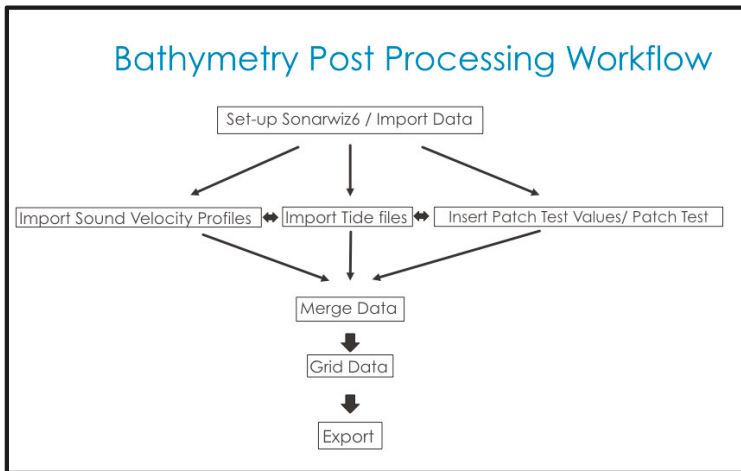 Bathymetry Post Processing Workflow
Set-up Sonarwiz6 / Import Data
Import Sound Velocity Profiles
Import Tide files
Insert Patch Test Values/ Patch Test
Merge Data
Grid Data
Export